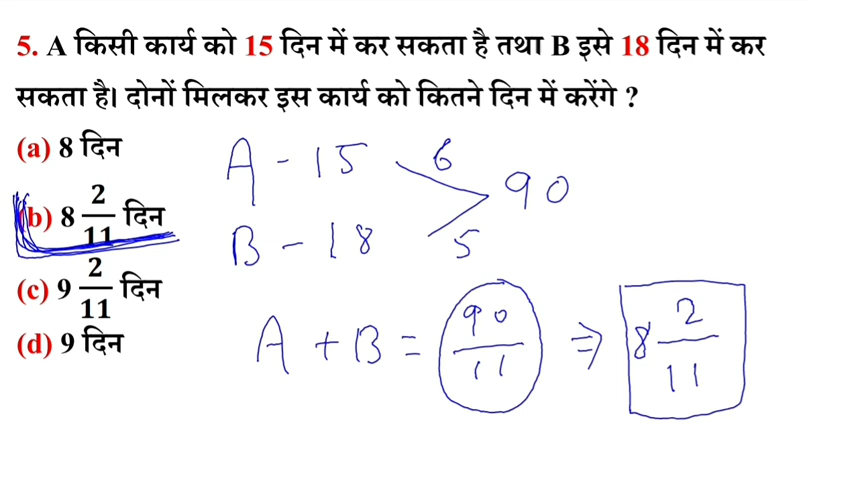 5. A किसी कार्य को 15 दिन में कर सकता है तथा B इसे 18 दिन में कर
सकता है। दोनों मिलकर इस कार्य को कितने दिन में करेंगे ?
(a) 8 दिन
(b) 8 2/11 दिन
(c) 9 2/11 दिन
(d) 9 दिन
A - 15 6
90
B - 18 5
A + B = 90/11 ⇒ 8 2/11